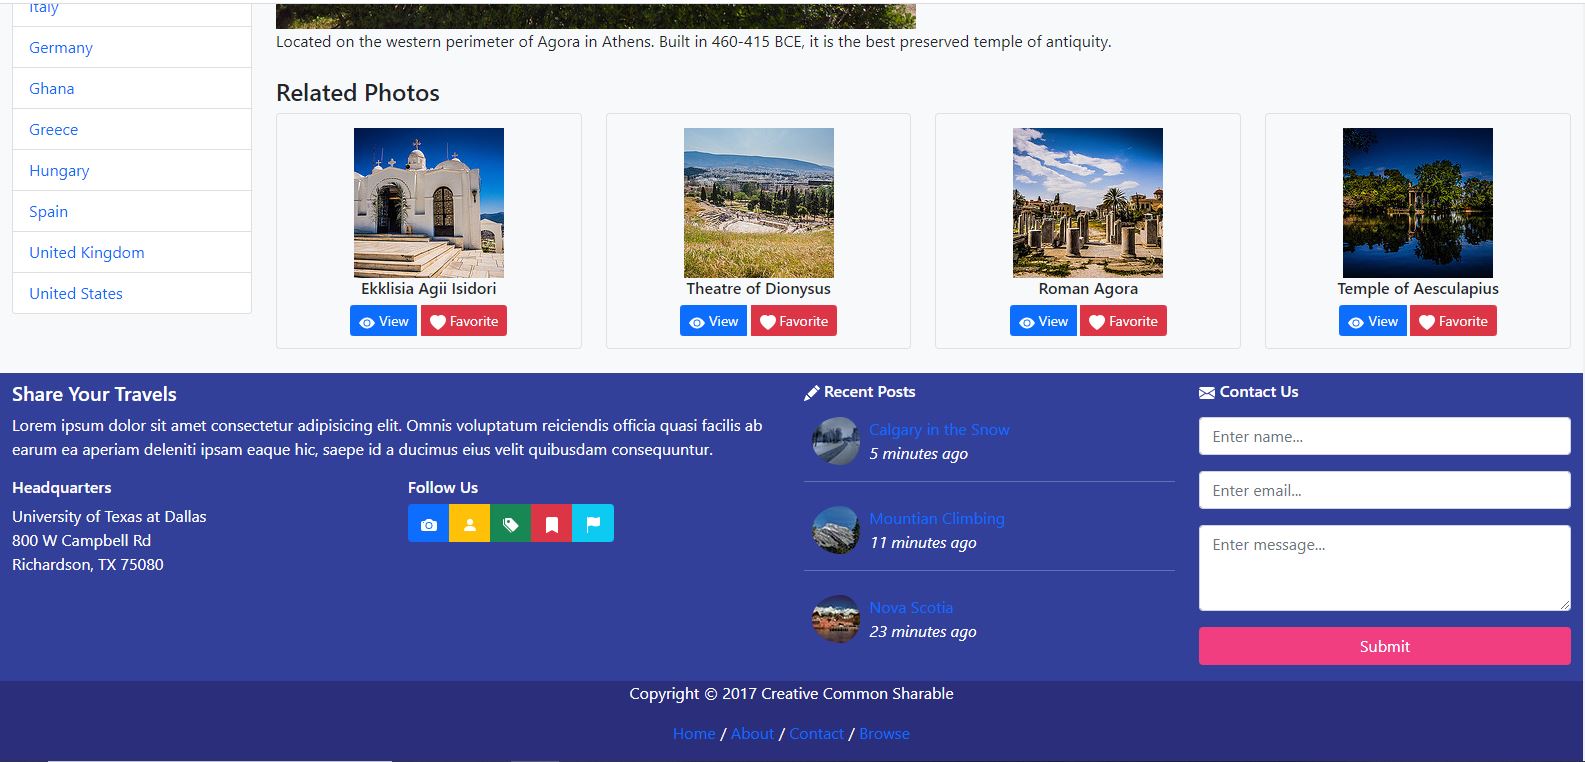 Italy
Germany
Ghana
Greece
Hungary
Spain
United Kingdom
United States
Located on the western perimeter of Agora in Athens. Built in 460-415 BCE, it is the best preserved temple of antiquity.
Related Photos
Ekklisia Agii Isidori
View Favorite
Theatre of Dionysus
View Favorite
Roman Agora
View Favorite
Temple of Aesculapius
View Favorite
Share Your Travels
Lorem ipsum dolor sit amet consectetur adipisicing elit. Omnis voluptatum reiciendis officia quasi facilis ab
earum ea aperiam deleniti ipsam eaque hic, saepe id a ducimus eius velit quibusdam consequuntur.
Headquarters
University of Texas at Dallas
800 W Campbell Rd
Richardson, TX 75080
Follow Us
Recent Posts
Calgary in the Snow
5 minutes ago
Mountian Climbing
11 minutes ago
Nova Scotia
23 minutes ago
Contact Us
Enter name...
Enter email...
Enter message...
Submit
Copyright © 2017 Creative Common Sharable
Home / About / Contact / Browse